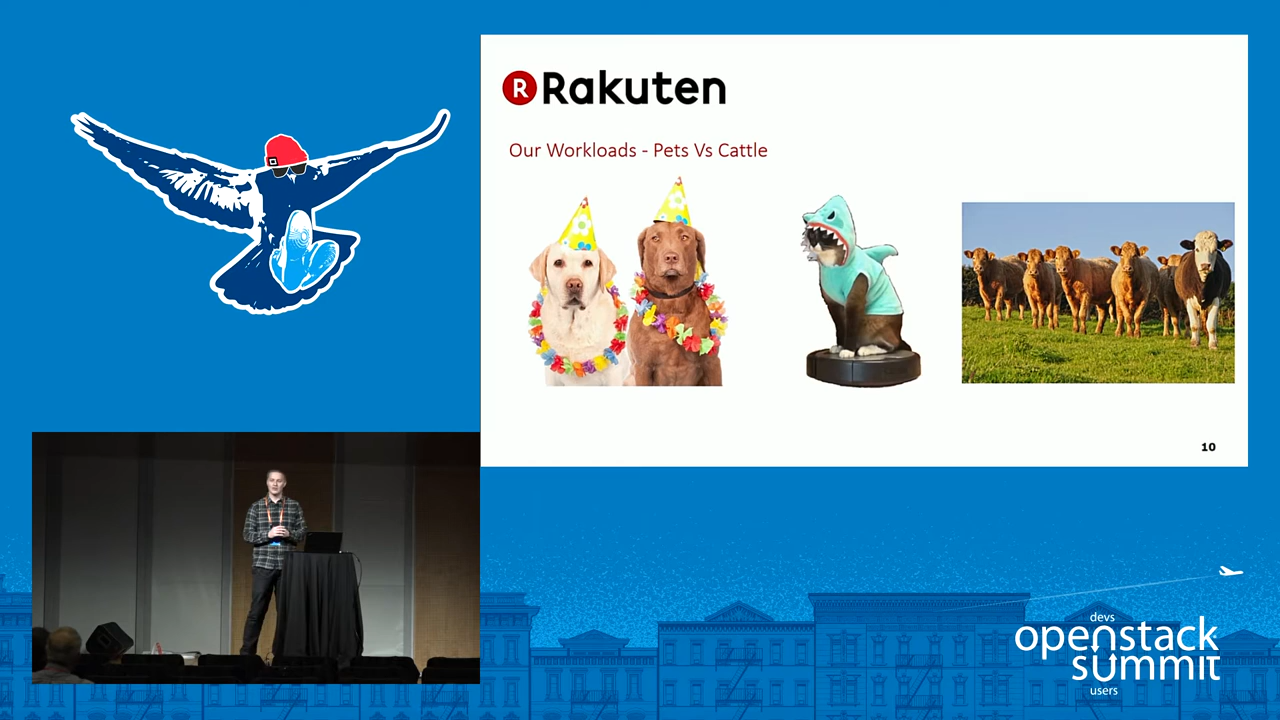 R Rakuten
Our Workloads - Pets Vs Cattle
10
devs
openstack
summit
users